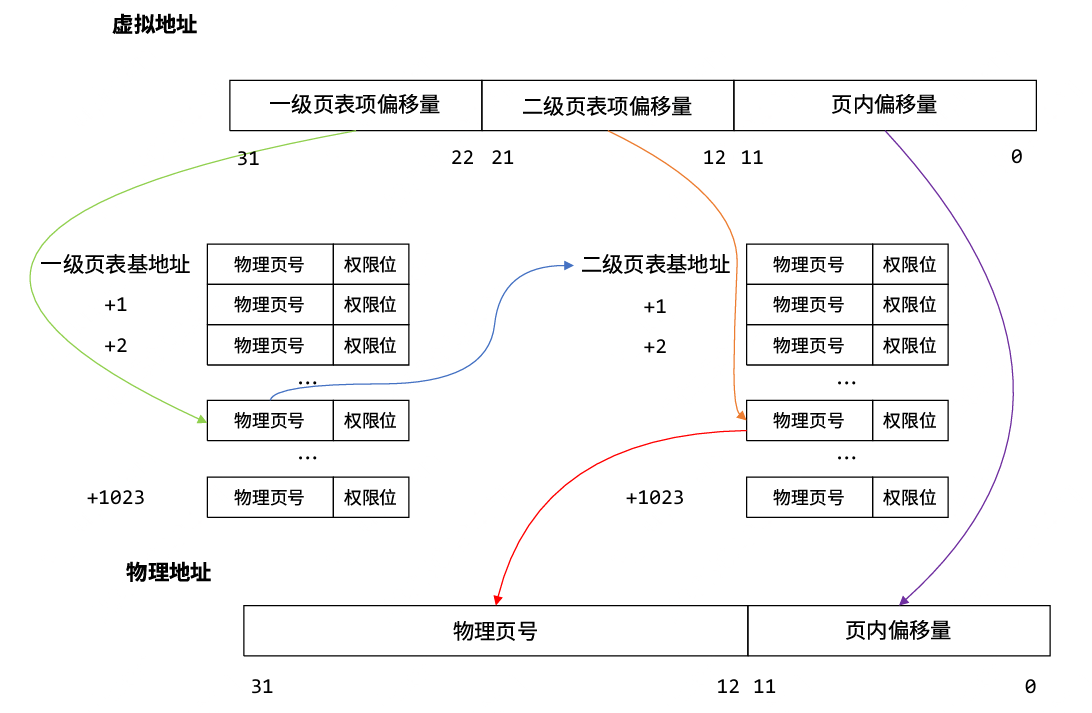 虚拟地址
一级页表项偏移量 二级页表项偏移量 页内偏移量
31 22 21 12 11 0
一级页表基地址 物理页号 权限位 二级页表基地址 物理页号 权限位
+1 物理页号 权限位 +1 物理页号 权限位
+2 物理页号 权限位 +2 物理页号 权限位
... ...
物理页号 权限位 物理页号 权限位
... ...
+1023 物理页号 权限位 +1023 物理页号 权限位
物理地址
物理页号 页内偏移量
31 12 11 0